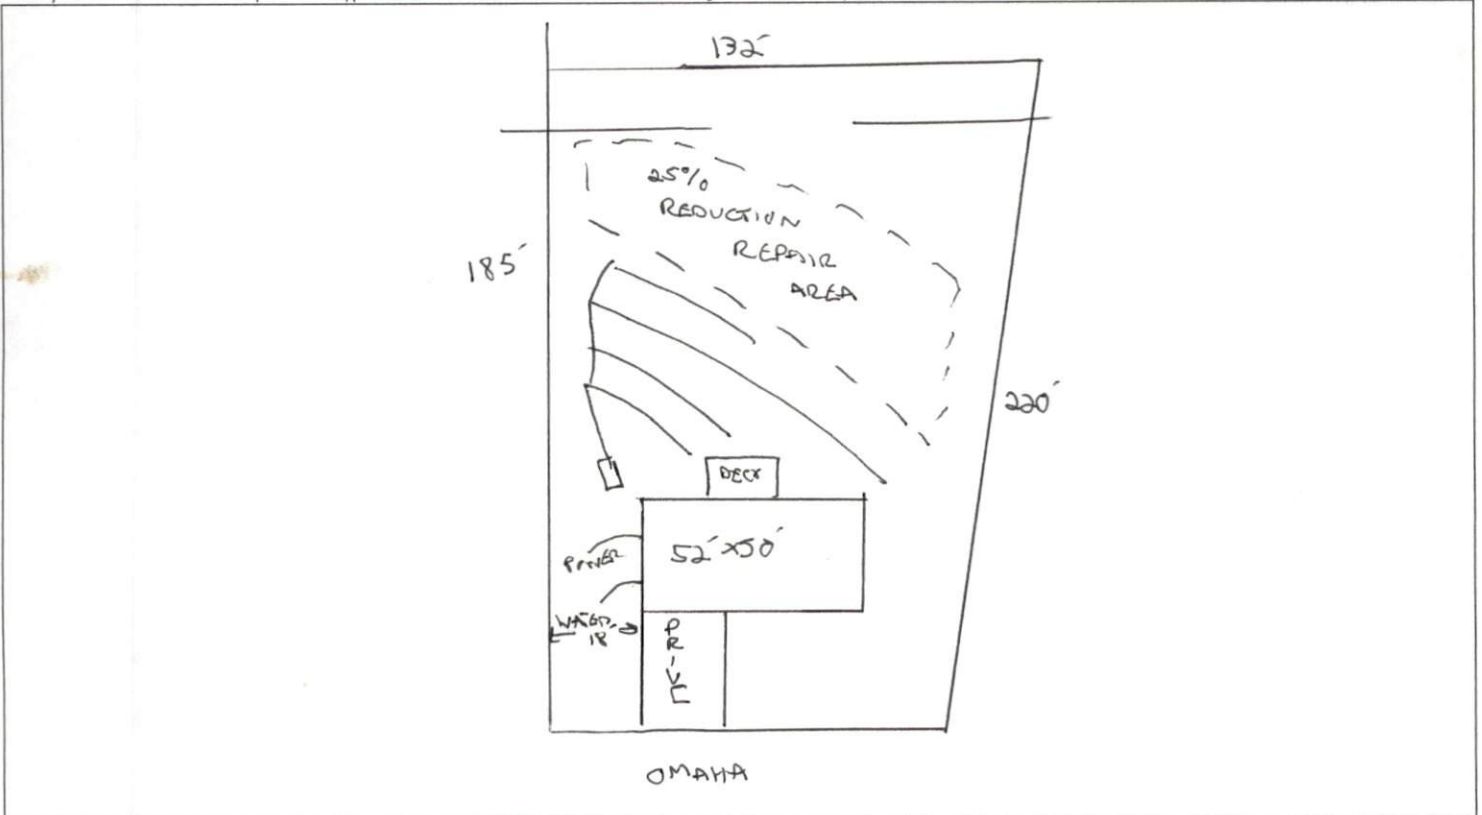 132'
25%
REDUCTION
REPAIR
AREA
185'
220'
DECK
52'x50'
POWER
WATER
18'
DRIVE
OMAHA